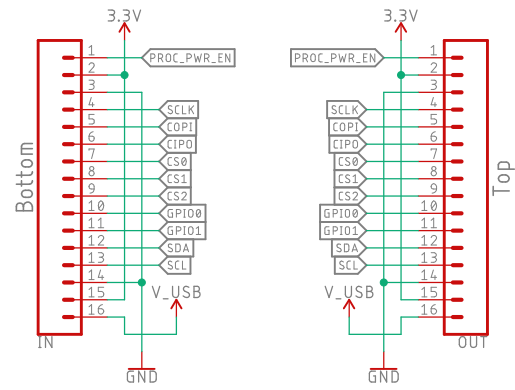 3.3V
3.3V
Bottom
1
2
3
4
5
6
7
8
9
10
11
12
13
14
15
16
PROC_PWR_EN
SCLK
COPI
CIPO
CS0
CS1
CS2
GPIO0
GPIO1
SDA
SCL
V_USB
IN
GND
PROC_PWR_EN
SCLK
COPI
CIPO
CS0
CS1
CS2
GPIO0
GPIO1
SDA
SCL
V_USB
1
2
3
4
5
6
7
8
9
10
11
12
13
14
15
16
Top
OUT
GND